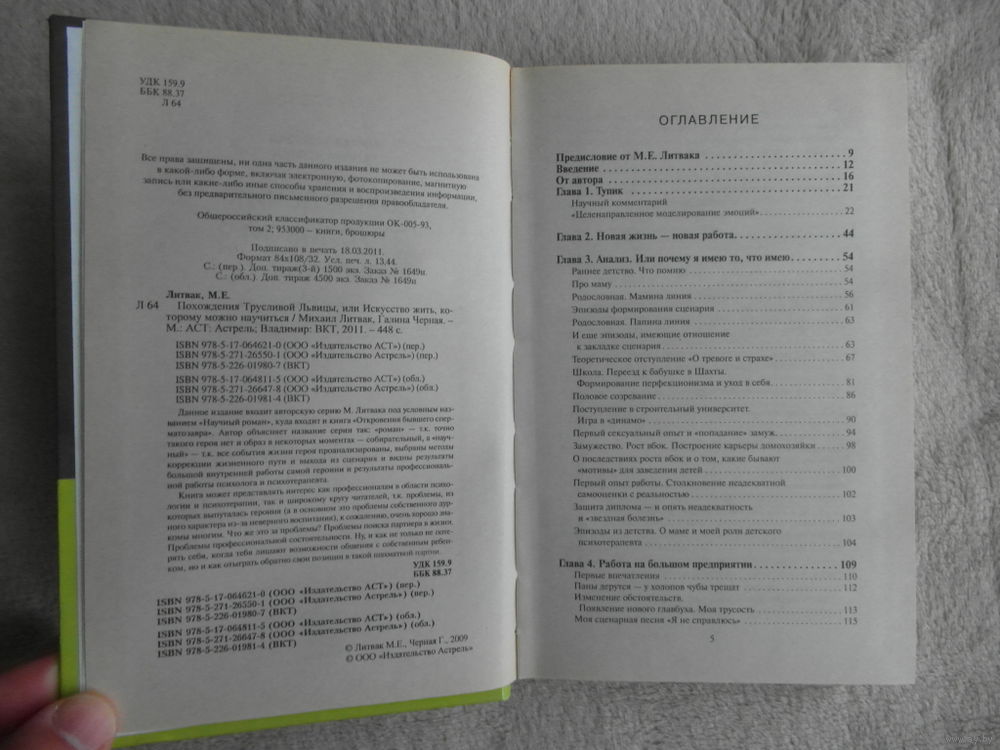 УДК 159.9
ББК 88.37
Л 64
Все права защищены, ни одна часть данного издания не может быть использована
в какой-либо форме, включая электронную, фотокопирование, магнитную
запись или какие-либо иные способы хранения и воспроизведения информации,
без предварительного письменного разрешения правообладателя.
Общероссийский классификатор продукции ОК-005-93,
том 2; 953000 – книги, брошюры
Подписано в печать 18.03.2011.
Формат 84х108/32. Усл. печ. л. 13,44.
С.: (пер.). Доп. тираж(3-й) 1500 экз. Заказ № 1649и.
С.: (обл.). Доп. тираж 4500 экз. Заказ № 1649и
Литвак, М.Е.
Л 64 Похождения Трусливой Львицы, или Искусство жить, ко-
торому можно научиться / Михаил Литвак, Галина Черная. –
М.: АСТ: Астрель; Владимир: ВКТ, 2011. – 448 с.
ISBN 978-5-17-064621-0 (ООО «Издательство АСТ») (пер.)
ISBN 978-5-271-26550-1 (ООО «Издательство Астрель») (пер.)
ISBN 978-5-226-01980-7 (ВКТ)
ISBN 978-5-17-064811-5 (ООО «Издательство АСТ») (обл.)
ISBN 978-5-271-26647-8 (ООО «Издательство Астрель») (обл.)
ISBN 978-5-226-01981-4 (ВКТ)
Данное издание входит авторскую серию М. Литвака под условным наз-
ванием «Научный роман», куда входит и книга «Откровения бывшего спер-
матозавра». Автор объясняет название серии так: «роман» – т.к. точно
такого героя нет и образ в некоторых моментах – собирательный, а «науч-
ный» – т.к. все события жизни героя проанализированы, выбраны методы
коррекции жизненного пути и выхода из сценария и видны результаты
большой внутренней работы самой героини и результаты профессиональ-
ной работы психолога и психотерапевта.
Книга может представлять интерес как профессионалам в области психо-
логии и психотерапии, так и широкому кругу читателей, т.к. проблемы, из
которых выпуталась героиня (а в основном это проблемы собственного дур-
ного характера из-за неверного воспитания), к сожалению, очень хорошо зна-
комы многим. Что же это за проблемы? Проблемы поиска партнера в жизни.
Проблемы профессиональной состоятельности. Ну, и как не только не поте-
рять себя, когда тебя лишают возможности общения с собственным ребен-
ком, но и как отыграть обратно свои позиции в такой шахматной партии.
УДК 159.9
ББК 88.37
ISBN 978-5-17-064621-0 (ООО «Издательство АСТ») (пер.)
ISBN 978-5-271-26550-1 (ООО «Издательство Астрель») (пер.)
ISBN 978-5-226-01980-7 (ВКТ)
ISBN 978-5-17-064811-5 (ООО «Издательство АСТ») (обл.)
ISBN 978-5-271-26647-8 (ООО «Издательство Астрель») (обл.)
ISBN 978-5-226-01981-4 (ВКТ)
© Литвак М.Е., Черная Г., 2009
© ООО «Издательство Астрель»
ОГЛАВЛЕНИЕ
Предисловие от М.Е. Литвака 9
Введение 12
От автора 16
Глава 1. Тупик 21
Научный комментарий
«Целенаправленное моделирование эмоций» 22
Глава 2. Новая жизнь — новая работа 44
Глава 3. Анализ. Или почему я имею то, что имею 54
Раннее детство. Что помню 54
Про маму 54
Родословная. Мамина линия 56
Эпизоды формирования сценария 61
Родословная. Папина линия 63
И еще эпизоды, имеющие отношение
к закладке сценария 63
Теоретическое отступление «О тревоге и страхе» 67
Школа. Переезд к бабушке в Шахты.
Формирование перфекционизма и уход в себя 81
Половое созревание 86
Поступление в строительный университет.
Игра в «динамо» 90
Первый сексуальный опыт и «попадание» замуж 94
Замужество. Рост вбок. Построение карьеры домохозяйки 98
О последствиях роста вбок и о том, какие бывают
«мотивы» для заведения детей 100
Первый опыт работы. Столкновение неадекватной
самооценки с реальностью 102
Защита диплома — и опять неадекватность
и «звездная болезнь» 103
Эпизоды из детства. О маме и моей роли детского
психотерапевта 104
Глава 4. Работа на большом предприятии 109
Первые впечатления 110
Паны дерутся — у холопов чубы трещат 112
Изменение обстоятельств.
Появление нового главбуха. Моя трусость 113
Моя сценарная песня «Я не справлюсь» 115
5